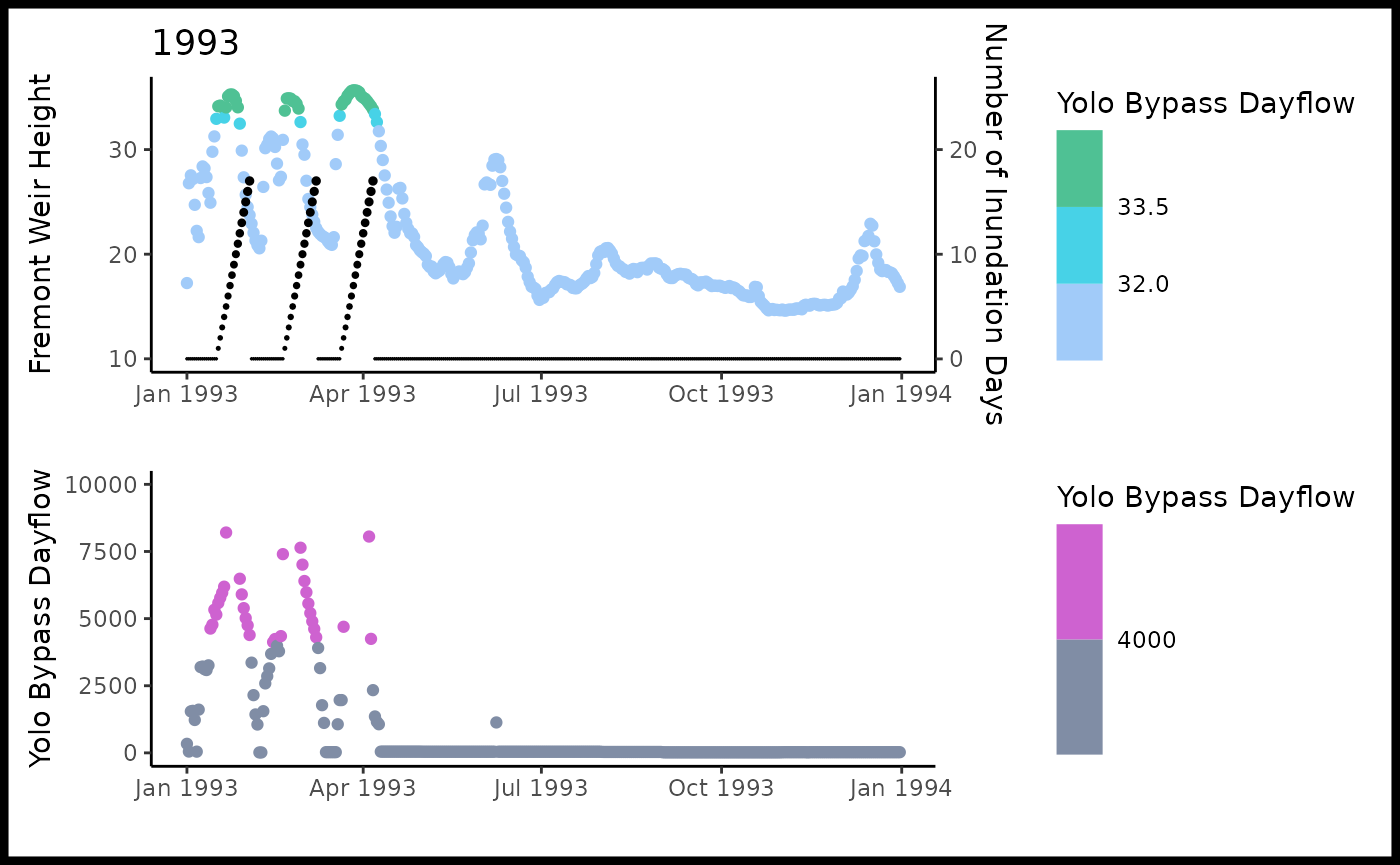 1993
Fremont Weir Height
30
20
10
20
10
0
Number of Inundation Days
Jan 1993
Apr 1993
Jul 1993
Oct 1993
Jan 1994
Yolo Bypass Dayflow
33.5
32.0
Yolo Bypass Dayflow
10000
7500
5000
2500
0
Jan 1993
Apr 1993
Jul 1993
Oct 1993
Jan 1994
Yolo Bypass Dayflow
4000